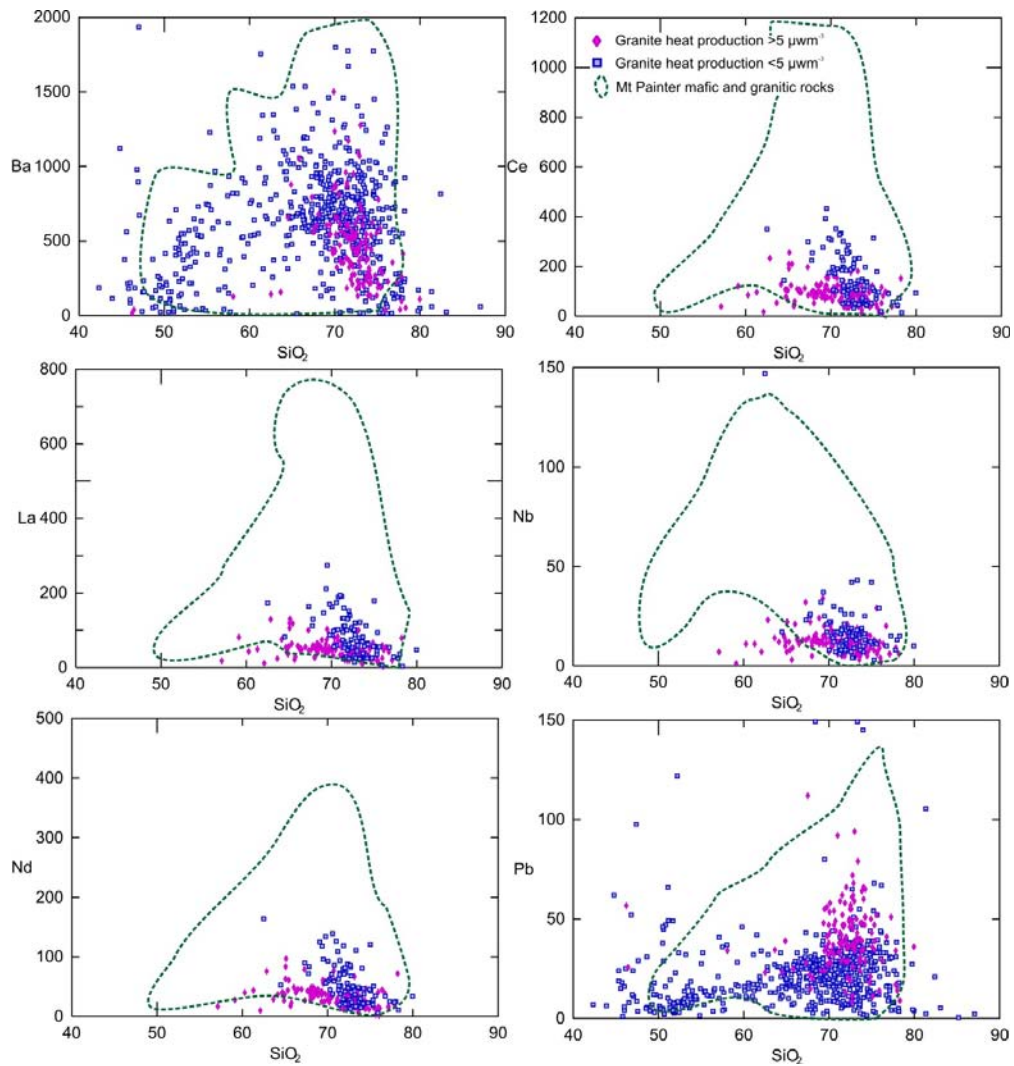 2000
1500
Ba 1000
500
0
40 50 60 70 80 90
SiO₂
1200
1000
800
Ce 600
400
200
0
40 50 60 70 80 90
SiO₂
Granite heat production >5 µwm⁻³
Granite heat production <5 µwm⁻³
Mt Painter mafic and granitic rocks
800
600
La 400
200
0
40 50 60 70 80 90
SiO₂
150
100
Nb
50
0
40 50 60 70 80 90
SiO₂
500
400
300
Nd
200
100
0
40 50 60 70 80 90
SiO₂
150
100
Pb
50
0
40 50 60 70 80 90
SiO₂